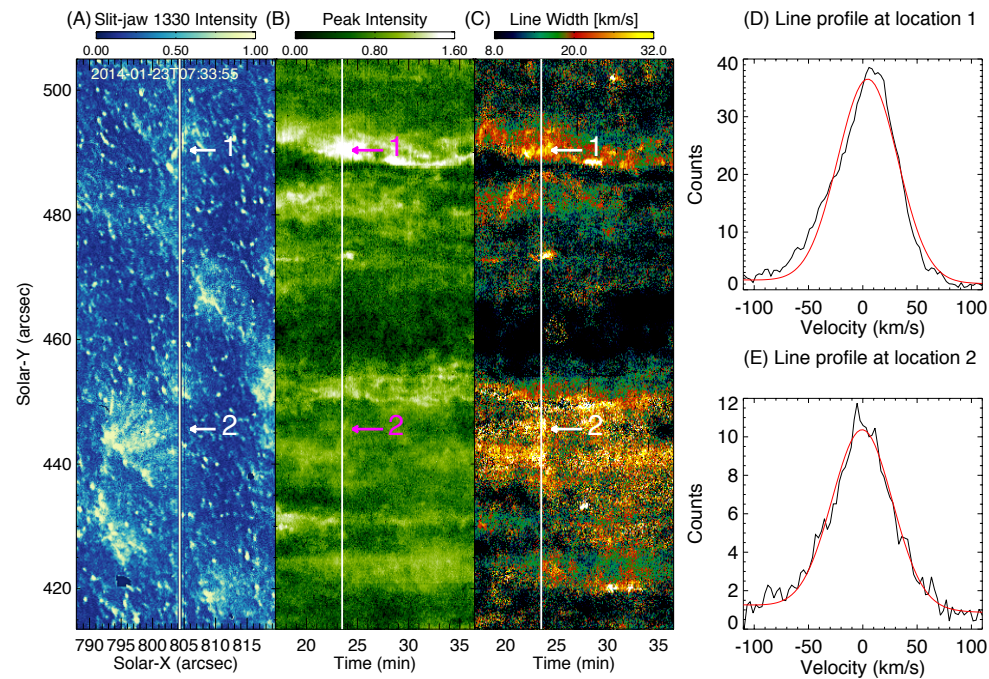 (A) Slit-jaw 1330 Intensity
0.00 0.50 1.00
2014-01-23T07:33:55
1
2
500
480
460
440
420
Solar-Y (arcsec)
790 795 800 805 810 815
Solar-X (arcsec)
(B) Peak Intensity
0.00 0.80 1.60
1
2
20 25 30 35
Time (min)
(C) Line Width [km/s]
8.0 20.0 32.0
1
2
20 25 30 35
Time (min)
(D) Line profile at location 1
40
30
20
10
0
Counts
-100 -50 0 50 100
Velocity (km/s)
(E) Line profile at location 2
12
10
8
6
4
2
0
Counts
-100 -50 0 50 100
Velocity (km/s)